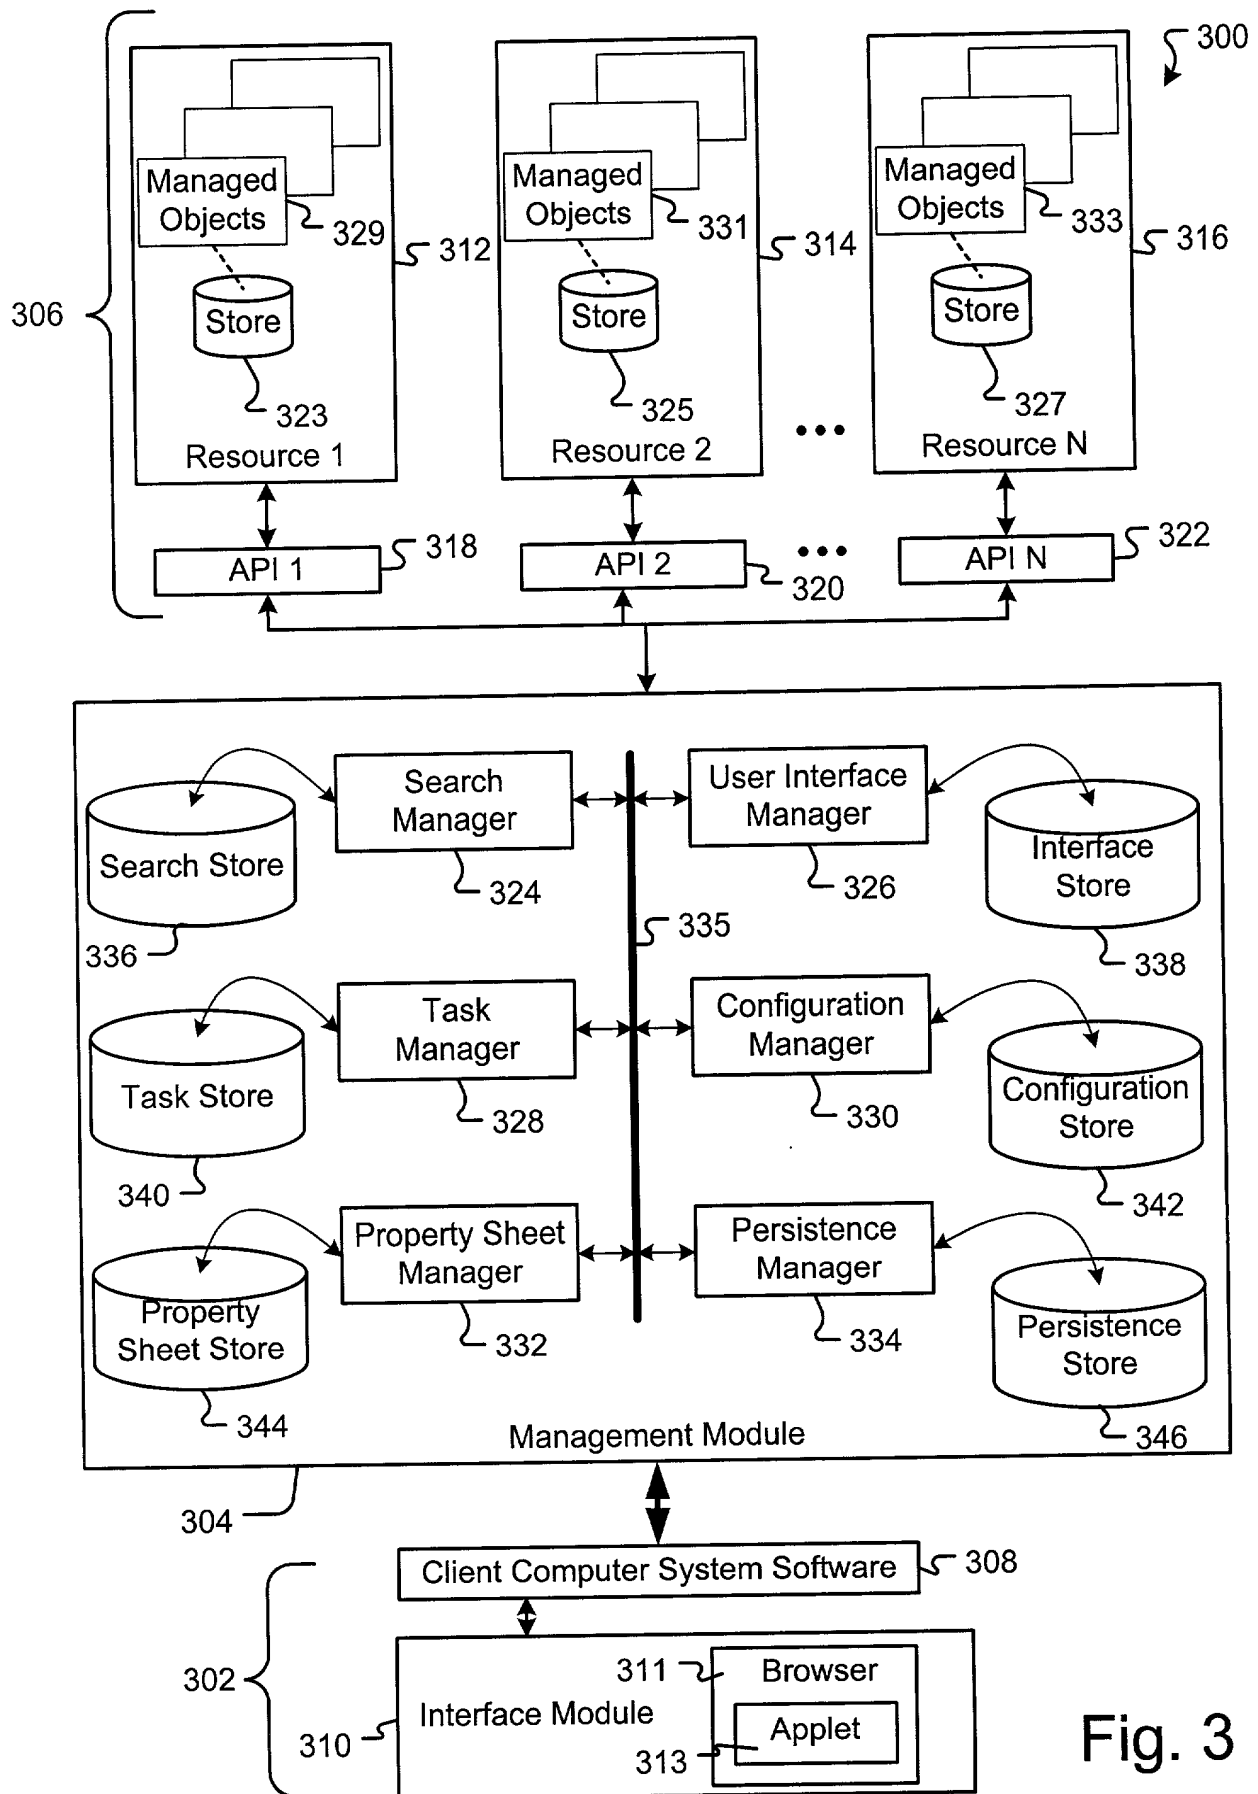 300
Managed
Objects
329
312
Store
323
Resource 1
Managed
Objects
331
314
Store
325
Resource 2
Managed
Objects
333
316
Store
327
Resource N
306
API 1
318
API 2
320
API N
322
Search
Manager
324
User Interface
Manager
326
Search Store
336
Interface
Store
338
335
Task
Manager
328
Configuration
Manager
330
Task Store
340
Configuration
Store
342
Property Sheet
Manager
332
Persistence
Manager
334
Property
Sheet Store
344
Persistence
Store
346
Management Module
304
Client Computer System Software
308
302
311
Browser
Interface Module
310
Applet
313
Fig. 3